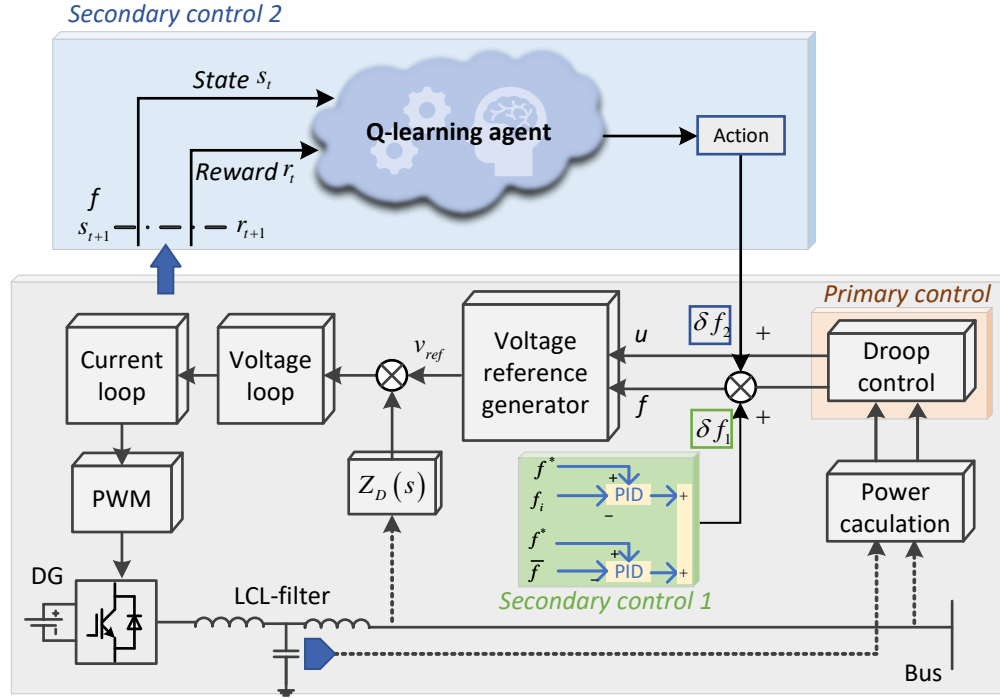 Secondary control 2
State s_t
Q-learning agent
Action
Reward r_t
f
s_{t+1}
r_{t+1}
Primary control
Current
loop
Voltage
loop
v_{ref}
Voltage
reference
generator
u
f
δf_2
+
δf_1
+
Droop
control
PWM
Z_D(s)
f*
+
PID
+
f_i
−
f*
+
PID
+
f̅
−
Secondary control 1
Power
caculation
DG
+
-
LCL-filter
Bus